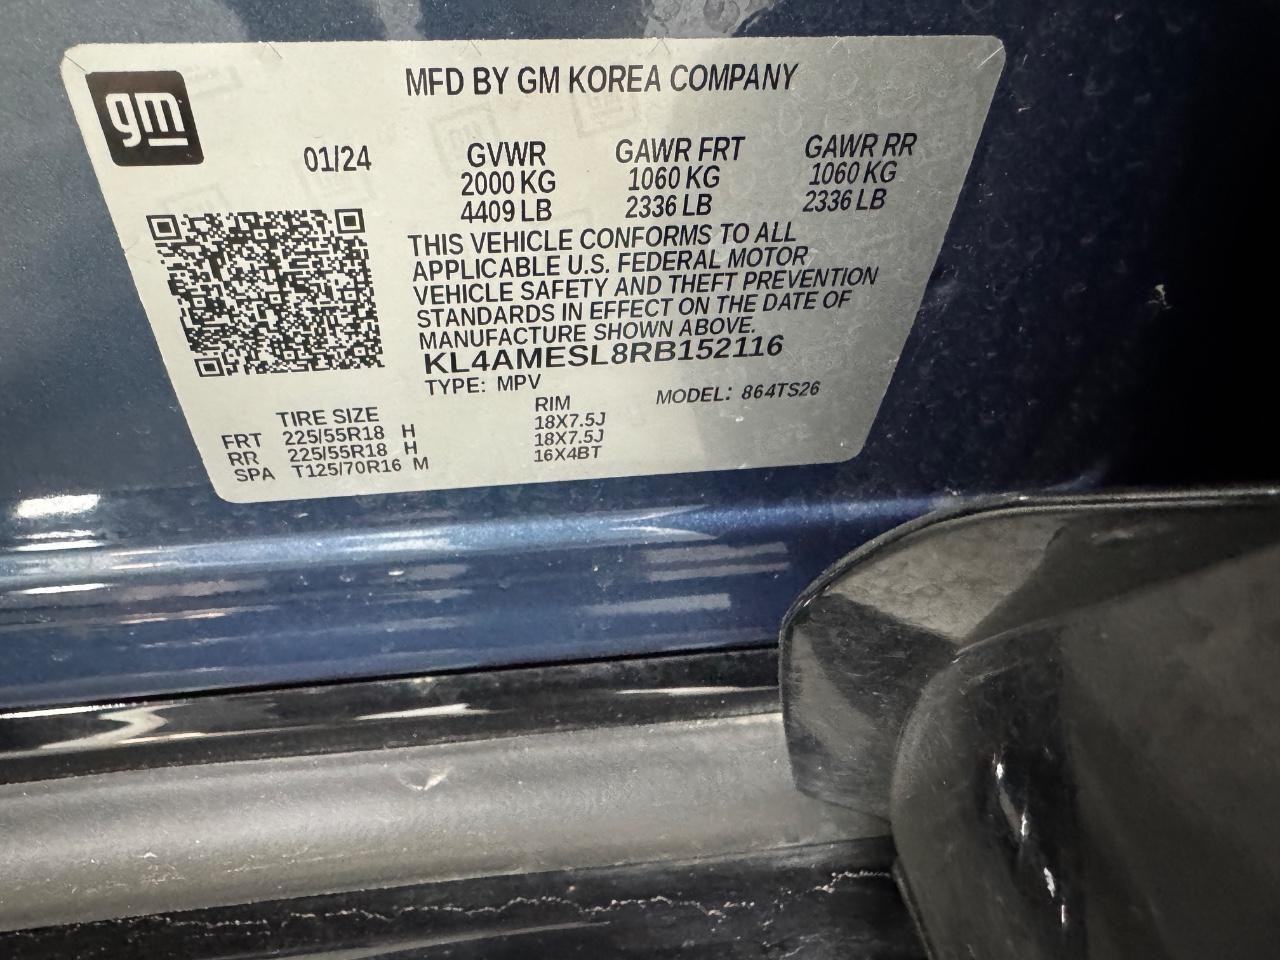 gm
MFD BY GM KOREA COMPANY
01/24 GVWR GAWR FRT GAWR RR
2000 KG 1060 KG 1060 KG
4409 LB 2336 LB 2336 LB
THIS VEHICLE CONFORMS TO ALL
APPLICABLE U.S. FEDERAL MOTOR
VEHICLE SAFETY AND THEFT PREVENTION
STANDARDS IN EFFECT ON THE DATE OF
MANUFACTURE SHOWN ABOVE.
KL4AMESL8RB152116
TYPE: MPV MODEL: 864TS26
TIRE SIZE RIM
FRT 225/55R18 H 18X7.5J
RR 225/55R18 H 18X7.5J
SPA T125/70R16 M 16X4BT